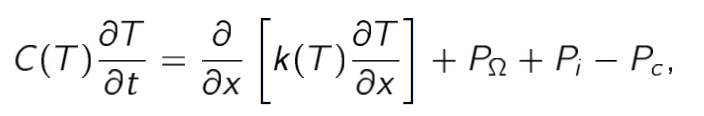 C(T) ∂T/∂t = ∂/∂x [k(T) ∂T/∂x] + P_Ω + P_i − P_c,